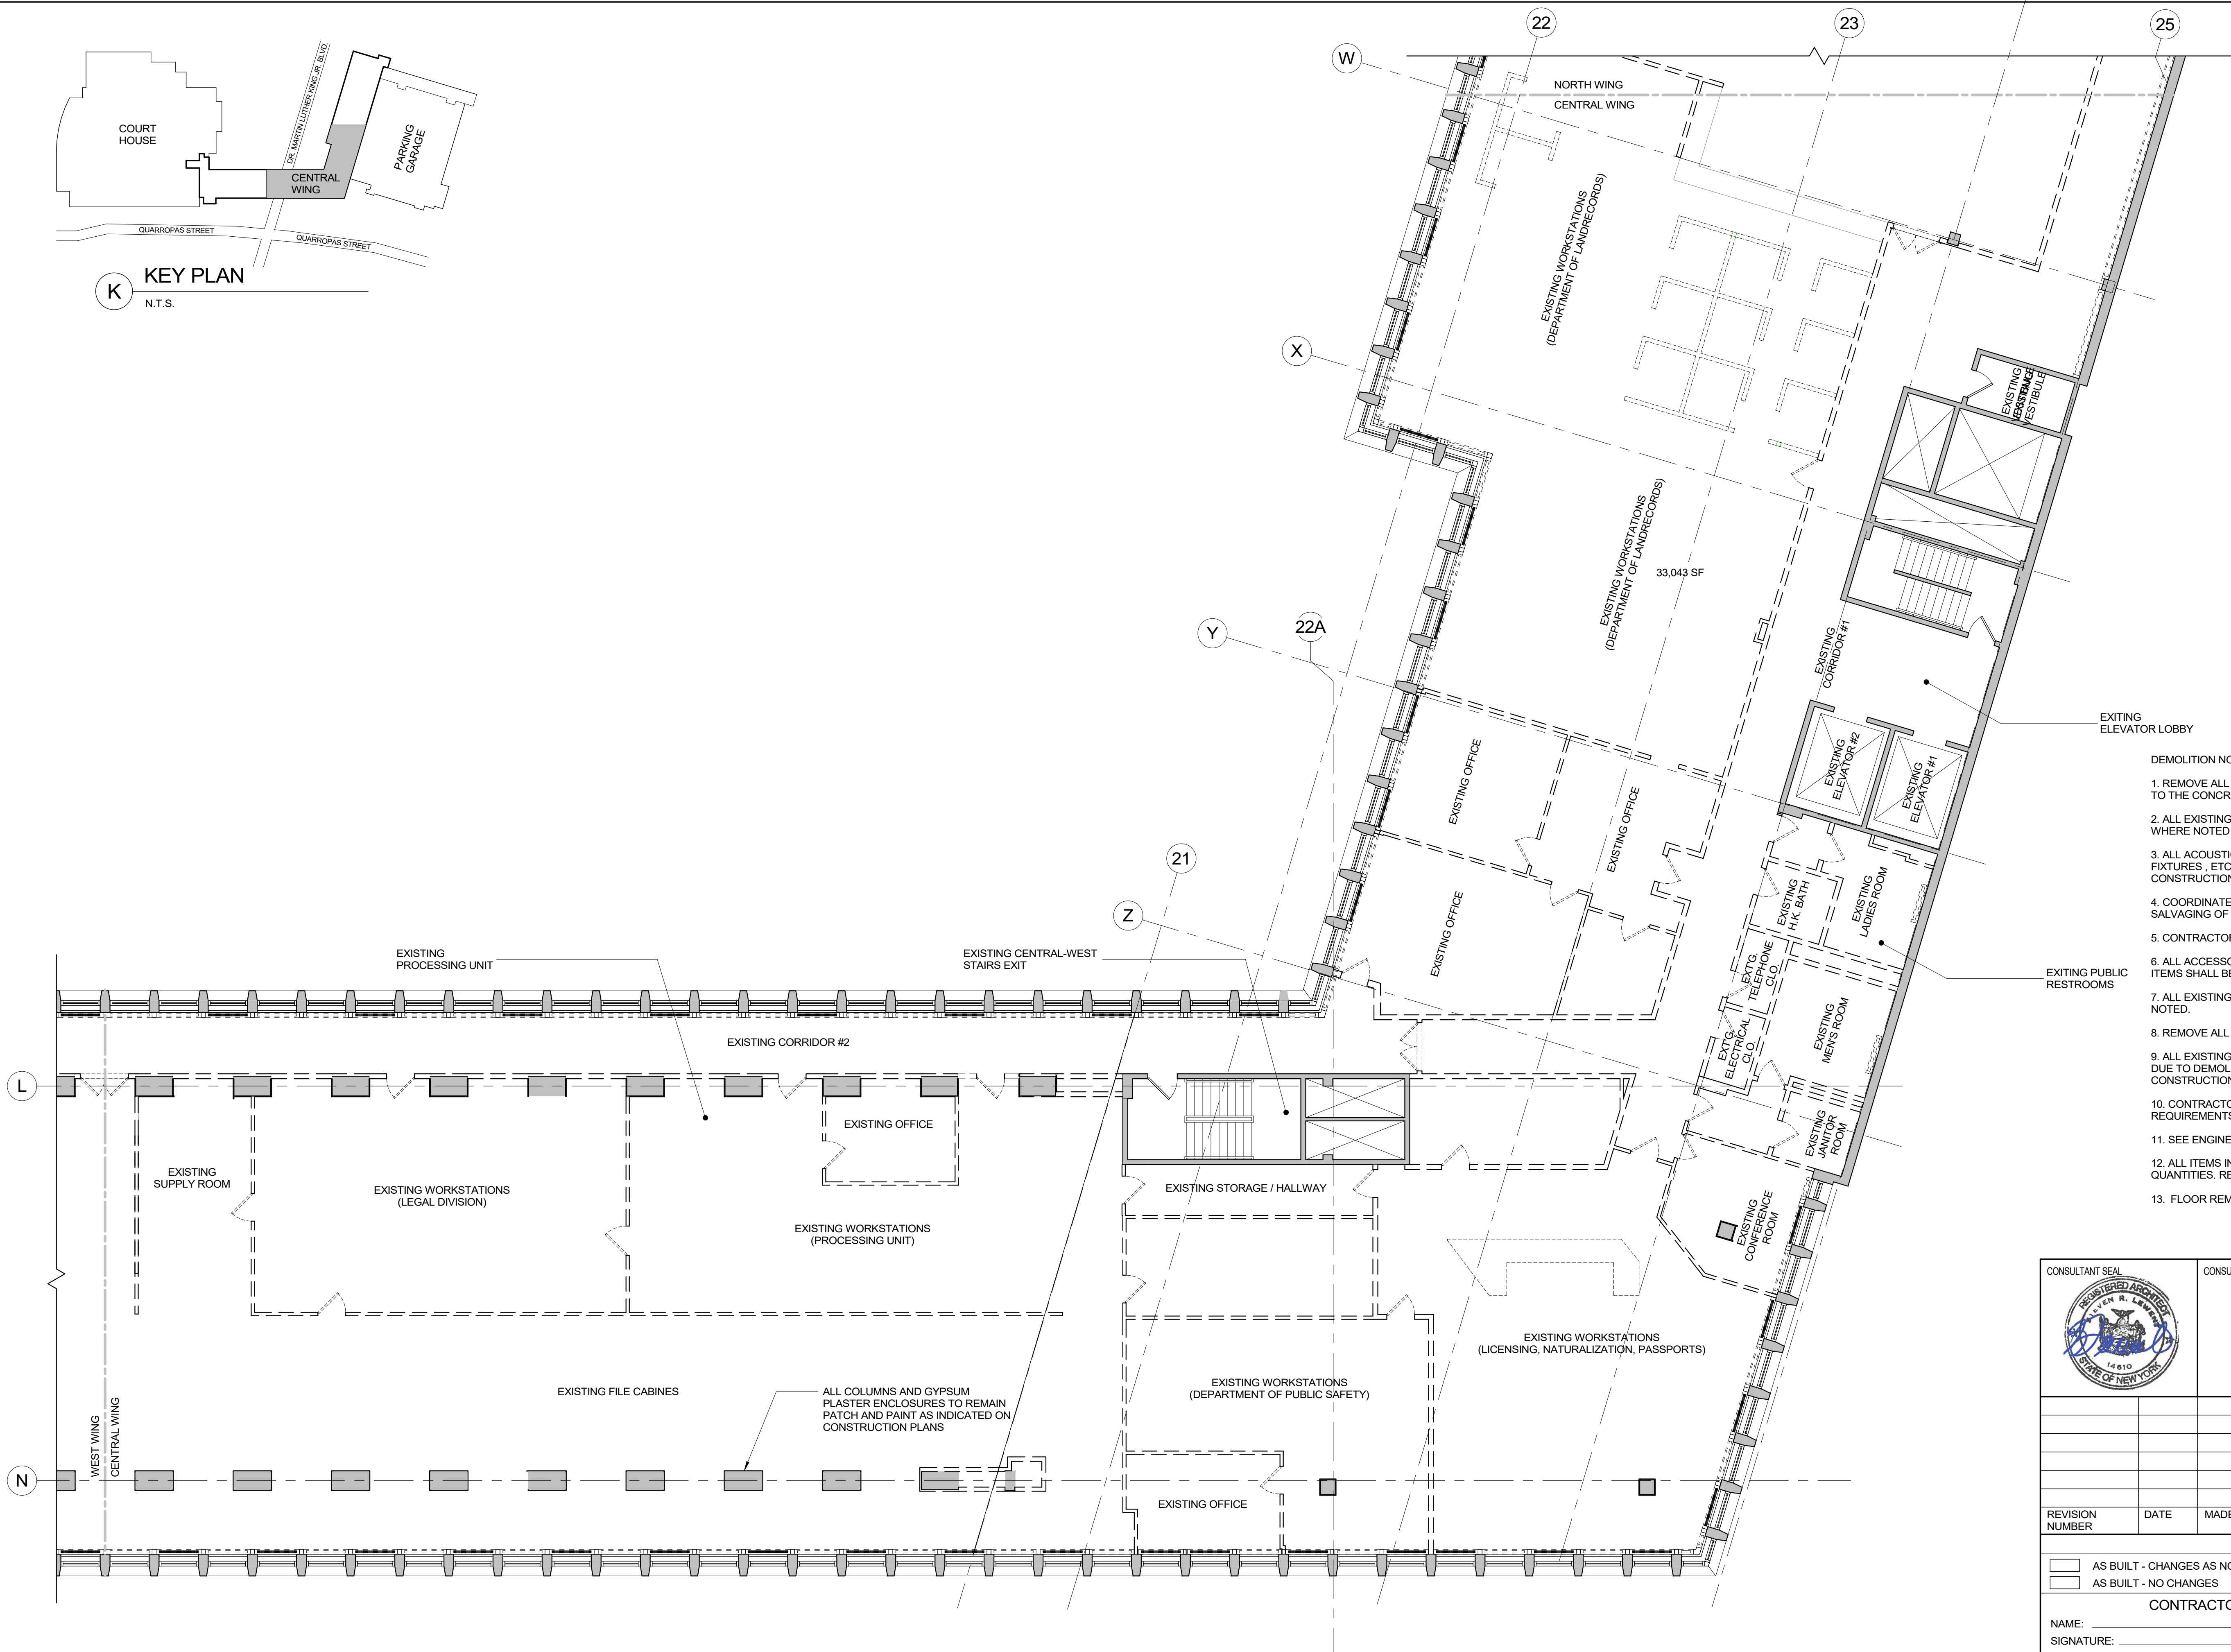 COURT
HOUSE
DR. MARTIN LUTHER KING JR. BLVD.
PARKING
GARAGE
CENTRAL
WING
QUARROPAS STREET
QUARROPAS STREET
K
KEY PLAN
N.T.S.
22
23
25
W
NORTH WING
CENTRAL WING
EXISTING WORKSTATIONS
(DEPARTMENT OF LANDRECORDS)
X
EXISTING
VESTIBULE
EXISTING WORKSTATIONS
(DEPARTMENT OF LANDRECORDS)
33,043 SF
Y
22A
EXISTING
CORRIDOR #1
EXITING
ELEVATOR LOBBY
EXISTING
ELEVATOR #2
EXISTING
ELEVATOR #1
EXISTING OFFICE
EXISTING OFFICE
EXISTING OFFICE
21
Z
EXISTING
H.K. BATH
EXISTING
LADIES ROOM
EXT'G.
TELEPHONE
CLO.
EXITING PUBLIC
RESTROOMS
EXT'G.
ELECTRICAL
CLO.
EXISTING
MEN'S ROOM
EXISTING
JANITOR
ROOM
EXISTING
CONFERENCE
ROOM
EXISTING
PROCESSING UNIT
EXISTING CENTRAL-WEST
STAIRS EXIT
EXISTING CORRIDOR #2
L
EXISTING OFFICE
EXISTING
SUPPLY ROOM
EXISTING WORKSTATIONS
(LEGAL DIVISION)
EXISTING WORKSTATIONS
(PROCESSING UNIT)
EXISTING STORAGE / HALLWAY
EXISTING WORKSTATIONS
(LICENSING, NATURALIZATION, PASSPORTS)
EXISTING WORKSTATIONS
(DEPARTMENT OF PUBLIC SAFETY)
EXISTING FILE CABINES
ALL COLUMNS AND GYPSUM
PLASTER ENCLOSURES TO REMAIN
PATCH AND PAINT AS INDICATED ON
CONSTRUCTION PLANS
WEST WING
CENTRAL WING
N
EXISTING OFFICE
DEMOLITION NO
1. REMOVE ALL
TO THE CONCR
2. ALL EXISTING
WHERE NOTED
3. ALL ACOUSTI
FIXTURES , ETC
CONSTRUCTION
4. COORDINATE
SALVAGING OF
5. CONTRACTOR
6. ALL ACCESSO
ITEMS SHALL BE
7. ALL EXISTING
NOTED.
8. REMOVE ALL
9. ALL EXISTING
DUE TO DEMOL
CONSTRUCTION
10. CONTRACTO
REQUIREMENTS
11. SEE ENGINE
12. ALL ITEMS IN
QUANTITIES. RE
13. FLOOR REM
CONSULTANT SEAL
CONSU
REGISTERED ARCHITECT
STEVEN R. LEWENT
14610
STATE OF NEW YORK
REVISION
NUMBER
DATE
MADE
AS BUILT - CHANGES AS NO
AS BUILT - NO CHANGES
CONTRACTO
NAME:
SIGNATURE: